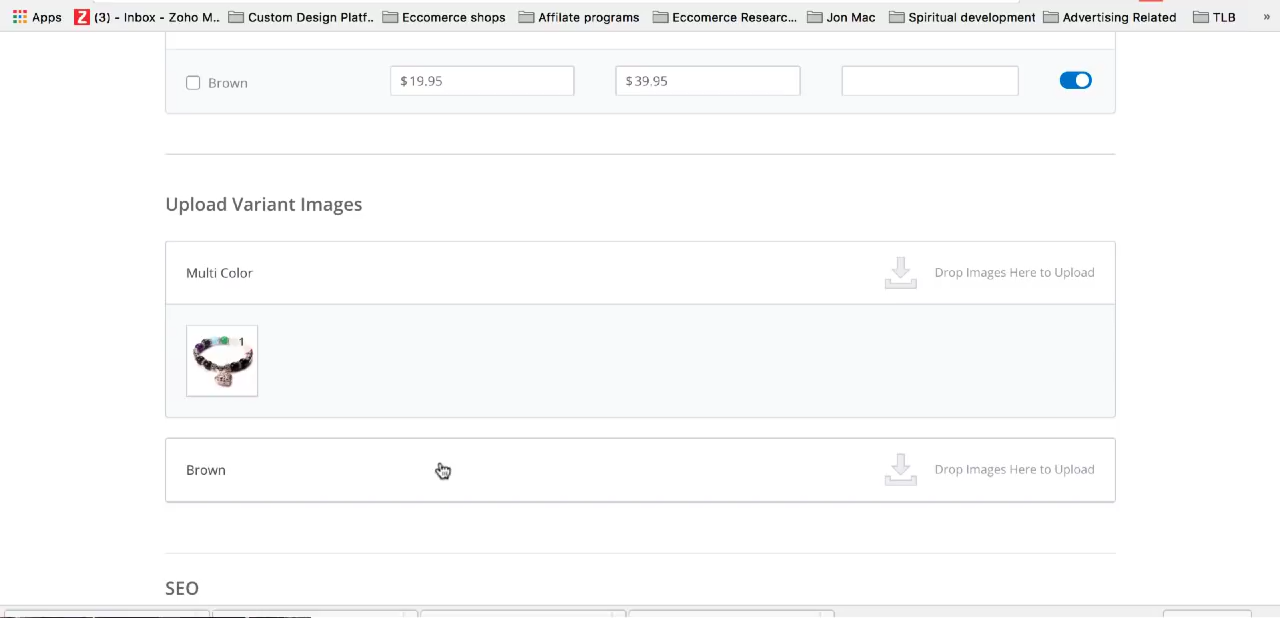 Apps Z (3) - Inbox - Zoho M.. Custom Design Platf.. Eccomerce shops Affilate programs Eccomerce Researc... Jon Mac Spiritual development Advertising Related TLB »
Brown $19.95 $39.95
Upload Variant Images
Multi Color Drop Images Here to Upload
1
Brown Drop Images Here to Upload
SEO